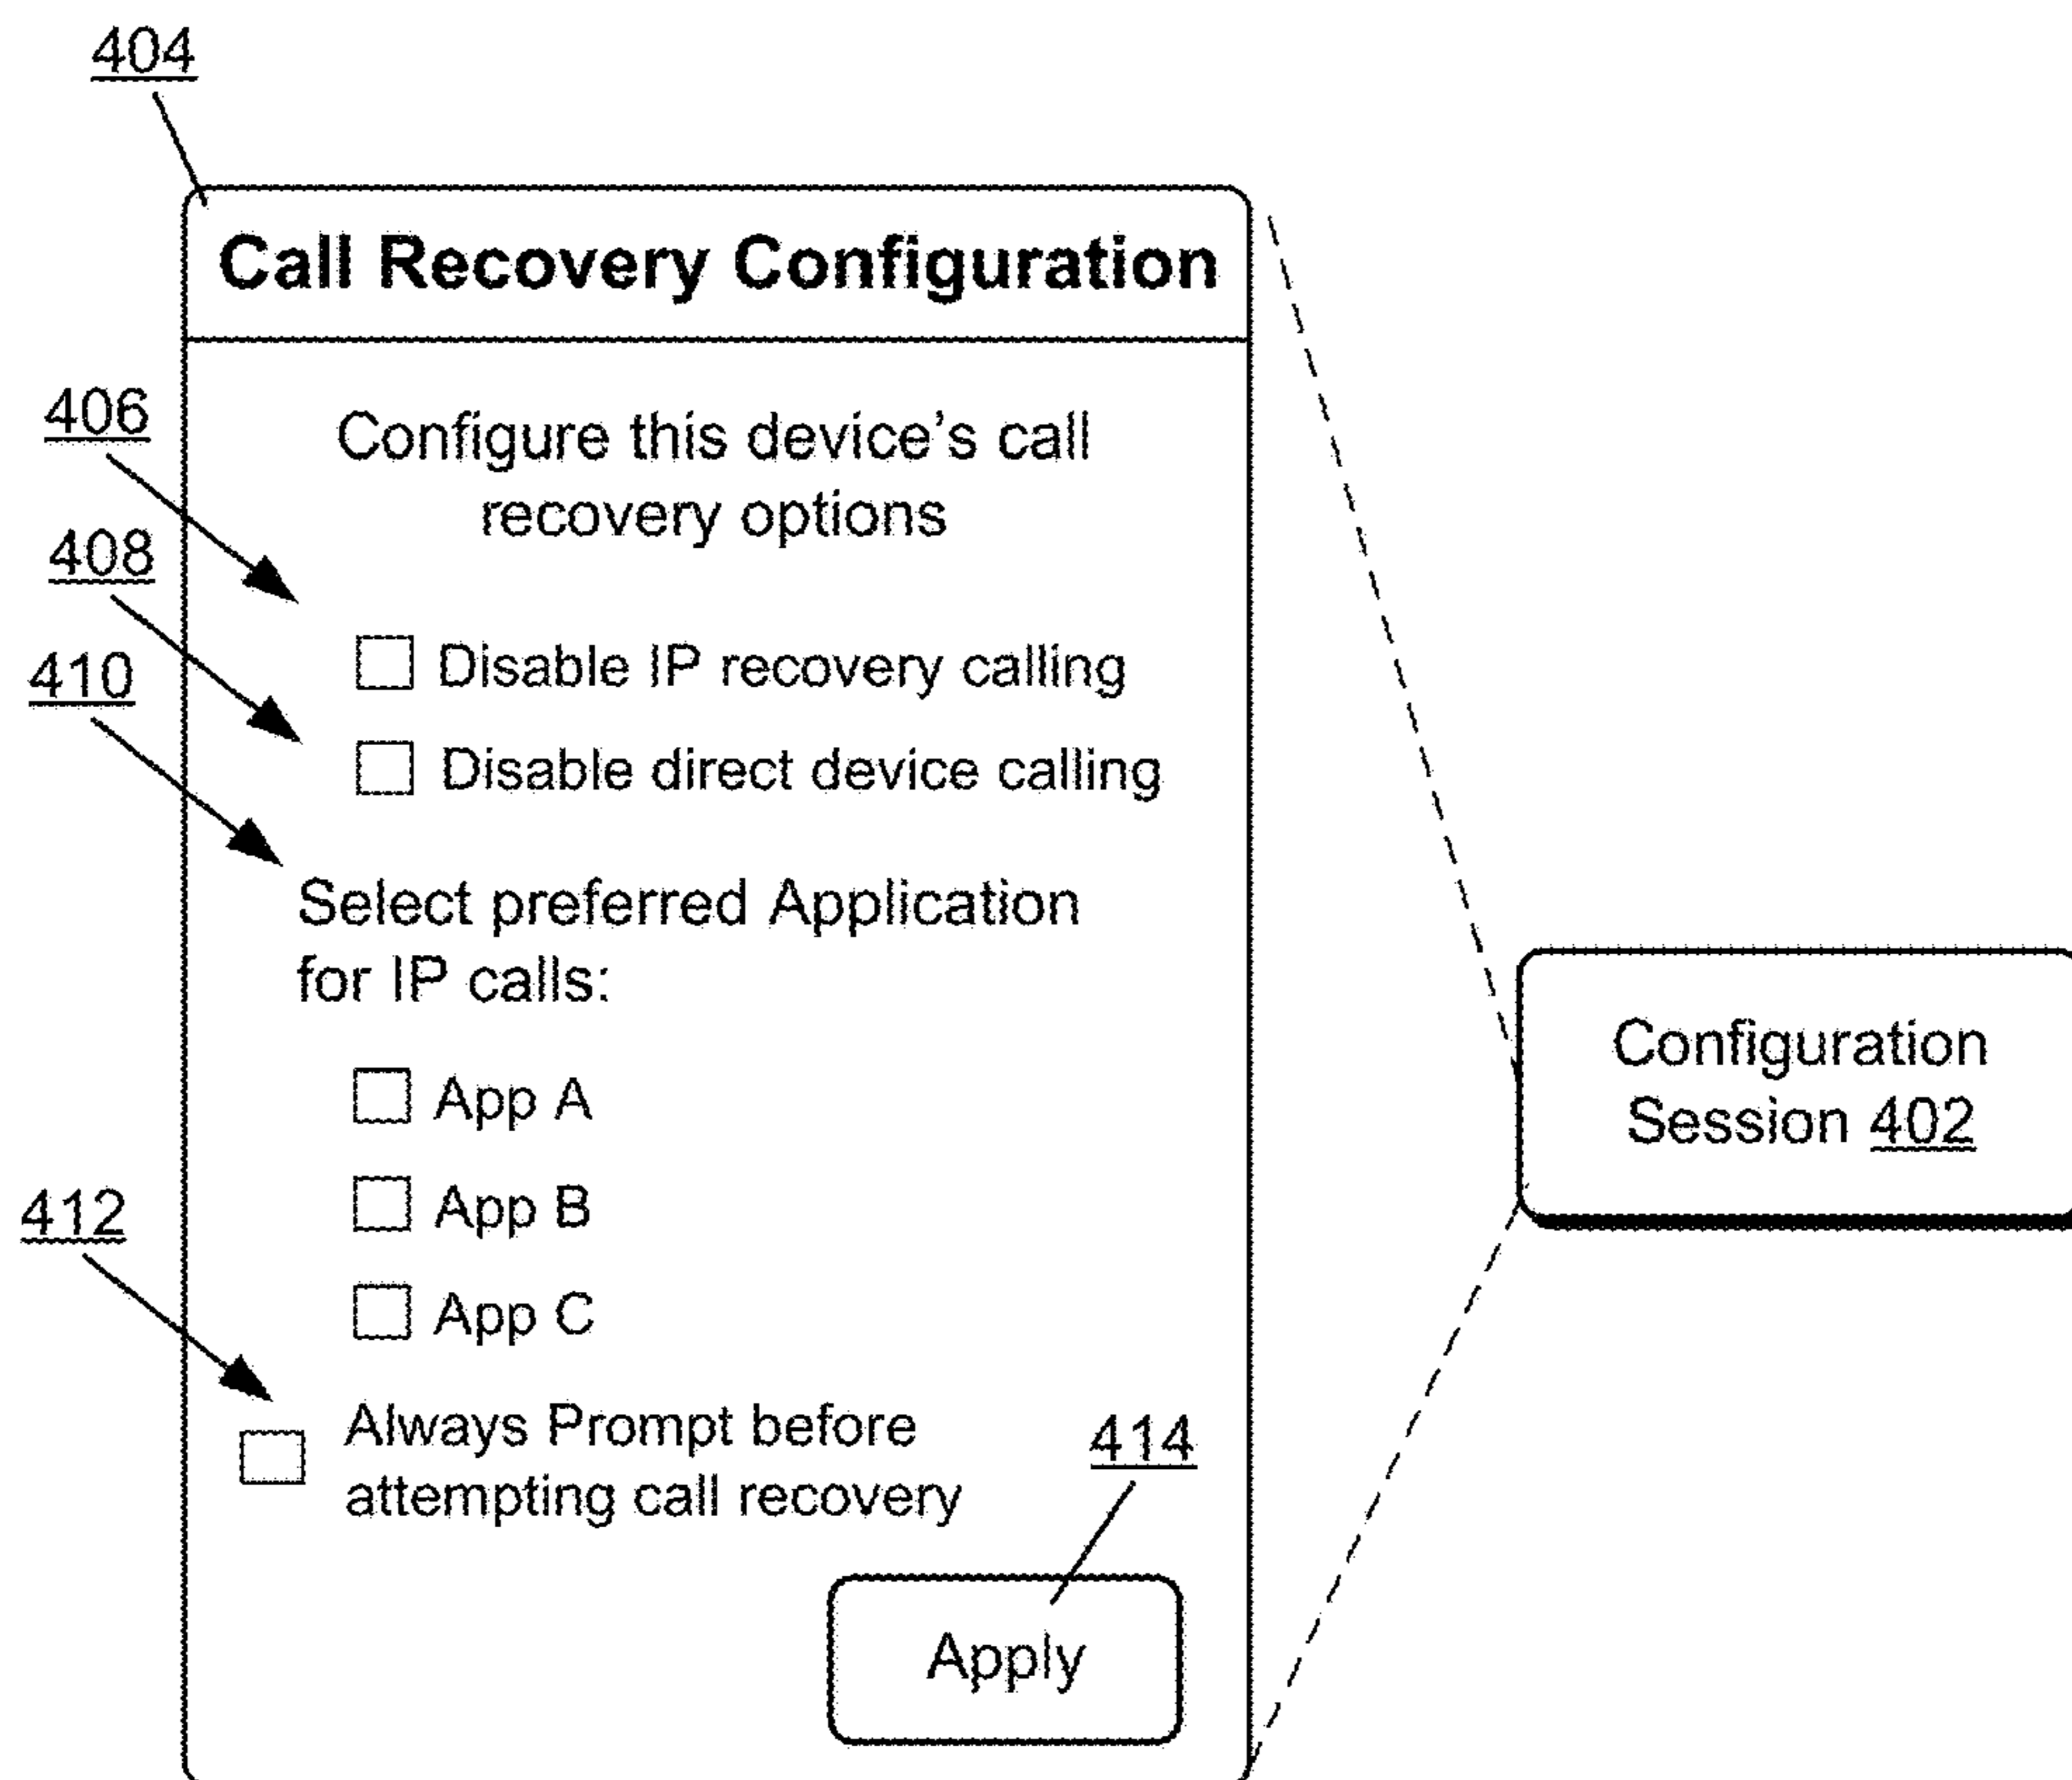 404
Call Recovery Configuration
406
Configure this device's call
recovery options
408
Disable IP recovery calling
410
Disable direct device calling
Select preferred Application
for IP calls:
Configuration
Session 402
App A
App B
412
App C
Always Prompt before
attempting call recovery
414
Apply